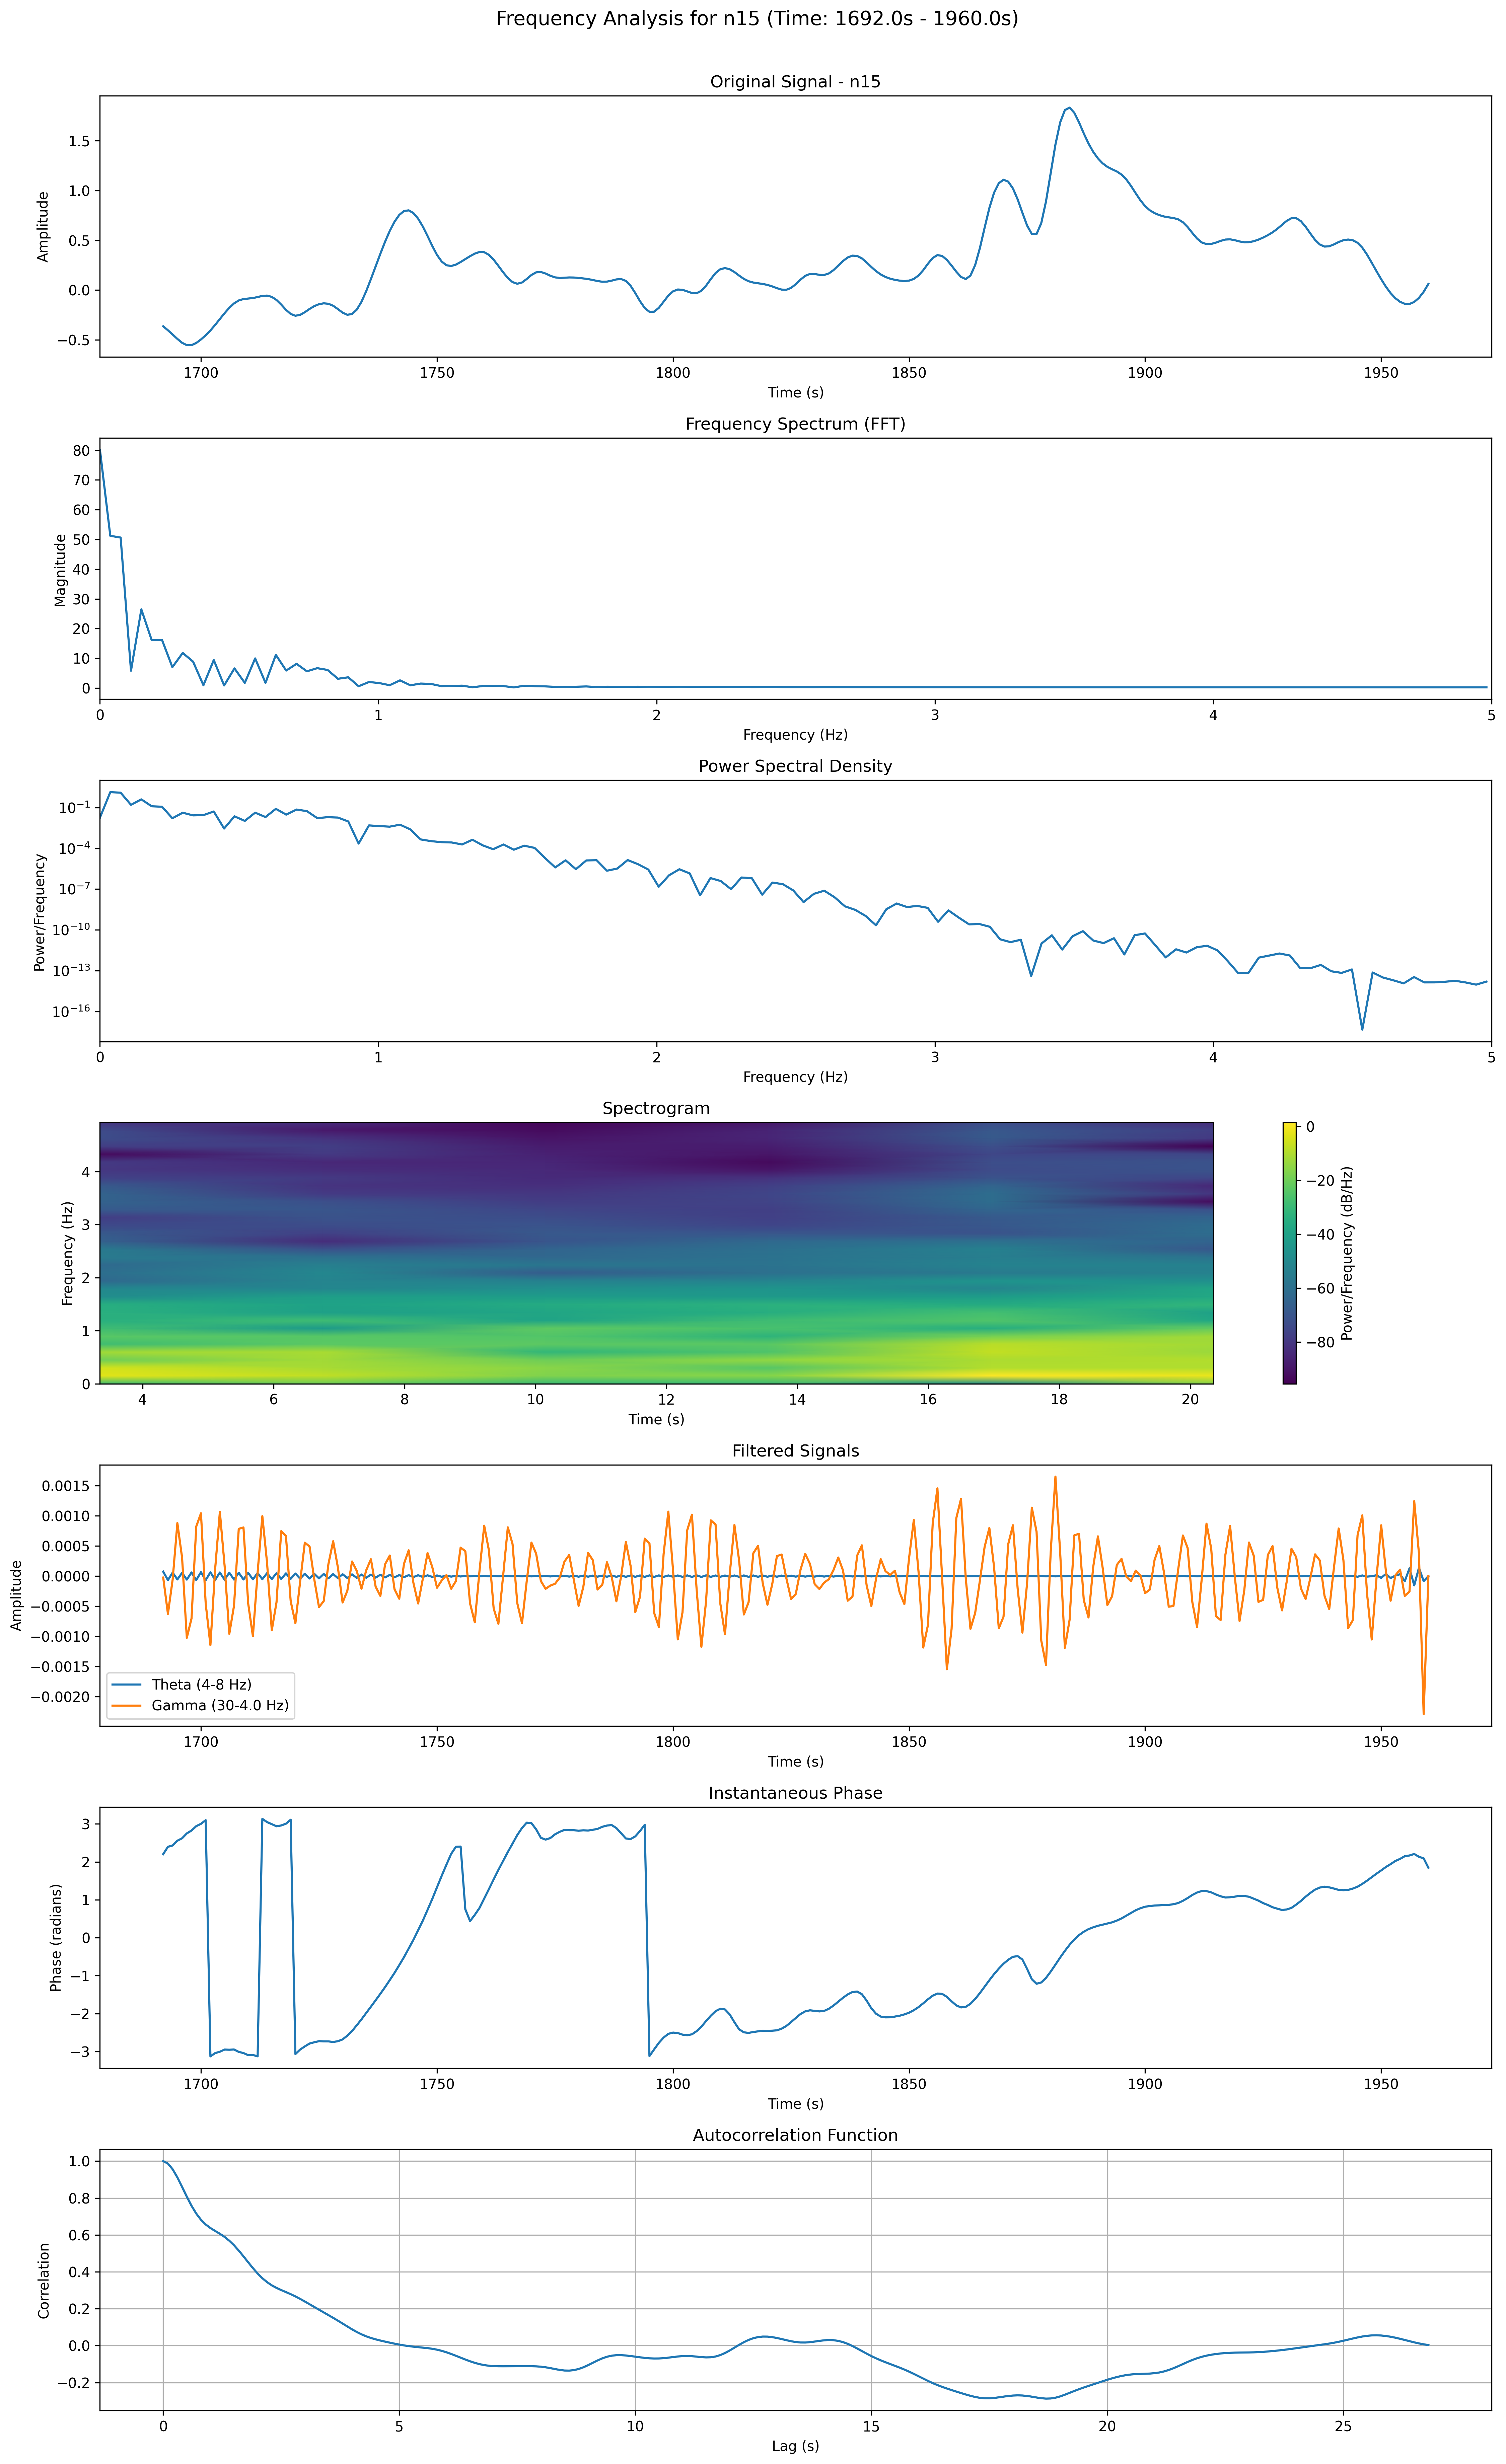 Frequency Analysis for n15 (Time: 1692.0s - 1960.0s)
Original Signal - n15
Amplitude
1.5
1.0
0.5
0.0
−0.5
1700 1750 1800 1850 1900 1950
Time (s)
Frequency Spectrum (FFT)
Magnitude
80
70
60
50
40
30
20
10
0
0 1 2 3 4 5
Frequency (Hz)
Power Spectral Density
Power/Frequency
10⁻¹
10⁻⁴
10⁻⁷
10⁻¹⁰
10⁻¹³
10⁻¹⁶
0 1 2 3 4 5
Frequency (Hz)
Spectrogram
Frequency (Hz)
4
3
2
1
0
4 6 8 10 12 14 16 18 20
Time (s)
0
−20
−40
−60
−80
Power/Frequency (dB/Hz)
Filtered Signals
Amplitude
0.0015
0.0010
0.0005
0.0000
−0.0005
−0.0010
−0.0015
−0.0020
Theta (4-8 Hz)
Gamma (30-4.0 Hz)
1700 1750 1800 1850 1900 1950
Time (s)
Instantaneous Phase
Phase (radians)
3
2
1
0
−1
−2
−3
1700 1750 1800 1850 1900 1950
Time (s)
Autocorrelation Function
Correlation
1.0
0.8
0.6
0.4
0.2
0.0
−0.2
0 5 10 15 20 25
Lag (s)